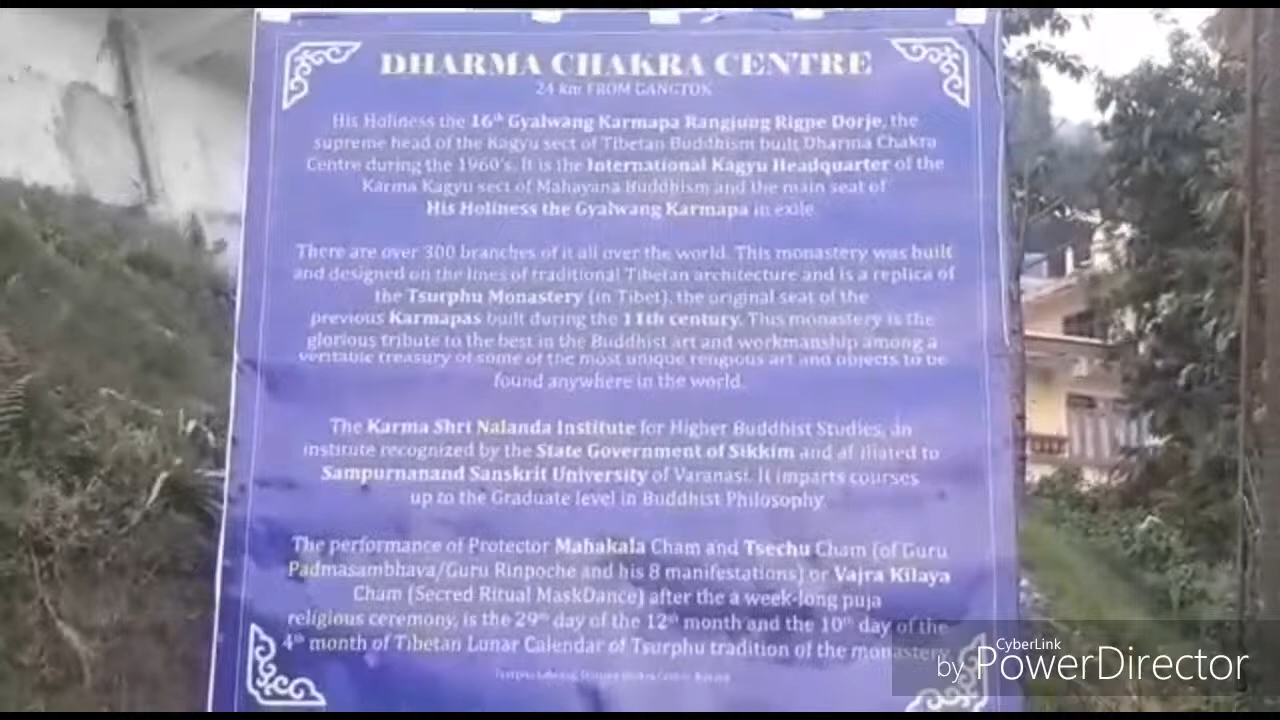 DHARMA CHAKRA CENTRE
24 km FROM GANGTOK
His Holiness the 16th Gyalwang Karmapa Rangjung Rigpe Dorje, the
supreme head of the Kagyu sect of Tibetan Buddhism built Dharma Chakra
Centre during the 1960's. It is the International Kagyu Headquarter of the
Karma Kagyu sect of Mahayana Buddhism and the main seat of
His Holiness the Gyalwang Karmapa in exile
There are over 300 branches of it all over the world. This monastery was built
and designed on the lines of traditional Tibetan architecture and is a replica of
the Tsurphu Monastery (in Tibet), the original seat of the
previous Karmapas built during the 11th century. This monastery is the
glorious tribute to the best in the Buddhist art and workmanship among a
veritable treasury of some of the most unique religious art and objects to be
found anywhere in the world.
The Karma Shri Nalanda Institute for Higher Buddhist Studies, an
institute recognized by the State Government of Sikkim and affiliated to
Sampurnanand Sanskrit University of Varanasi. It imparts courses
up to the Graduate level in Buddhist Philosophy.
The performance of Protector Mahakala Cham and Tsechu Cham (of Guru
Padmasambhava/Guru Rinpoche and his 8 manifestations) or Vajra Kilaya
Cham (Secred Ritual MaskDance) after the a week-long puja
religious ceremony, is the 29th day of the 12th month and the 10th day of the
4th month of Tibetan Lunar Calendar of Tsurphu tradition of the monastery
CyberLink
by PowerDirector